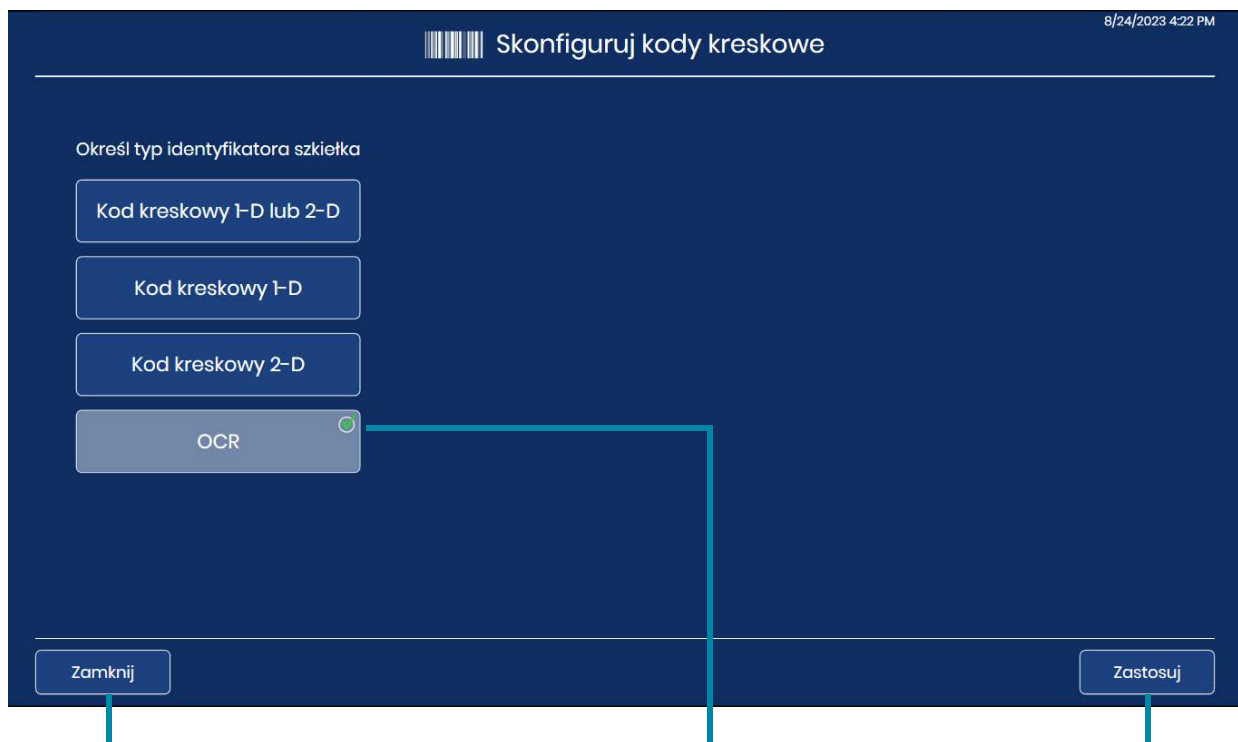 8/24/2023 4:22 PM
Skonfiguruj kody kreskowe
Określ typ identyfikatora szkiełka
Kod kreskowy 1-D lub 2-D
Kod kreskowy 1-D
Kod kreskowy 2-D
OCR
Zamknij
Zastosuj